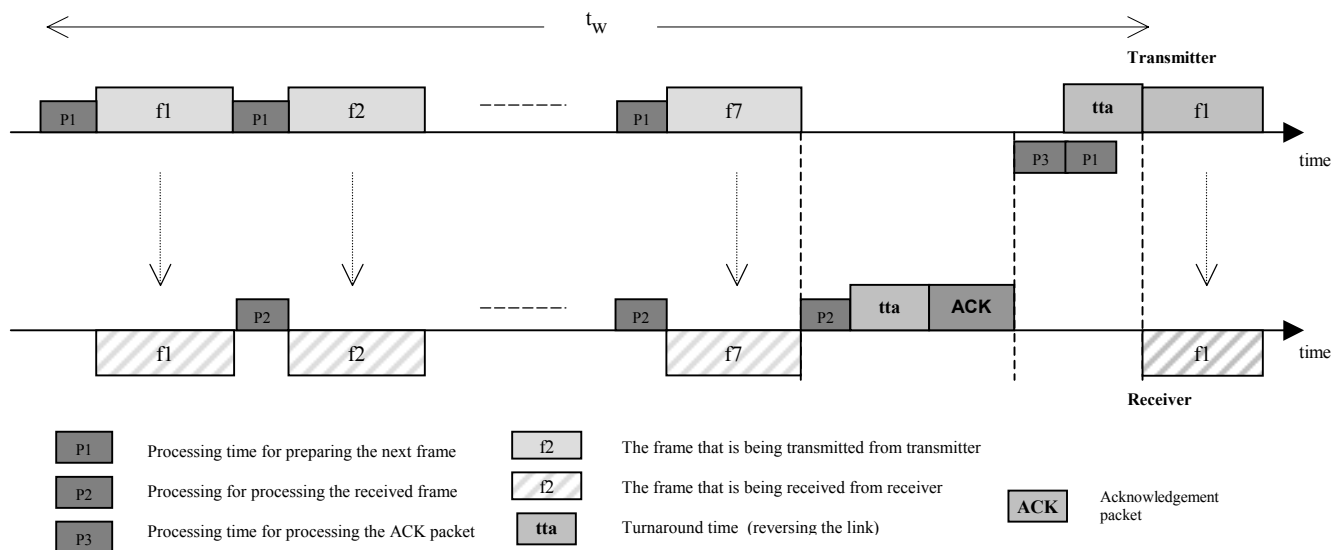 t_w
Transmitter
P1 f1 P1 f2 P1 f7 tta f1
P3 P1
time
P2 P2 P2 tta ACK
f1 f2 f7 f1
time
Receiver
P1 Processing time for preparing the next frame
f2 The frame that is being transmitted from transmitter
P2 Processing for processing the received frame
f2 The frame that is being received from receiver
P3 Processing time for processing the ACK packet
tta Turnaround time (reversing the link)
ACK Acknowledgement
packet